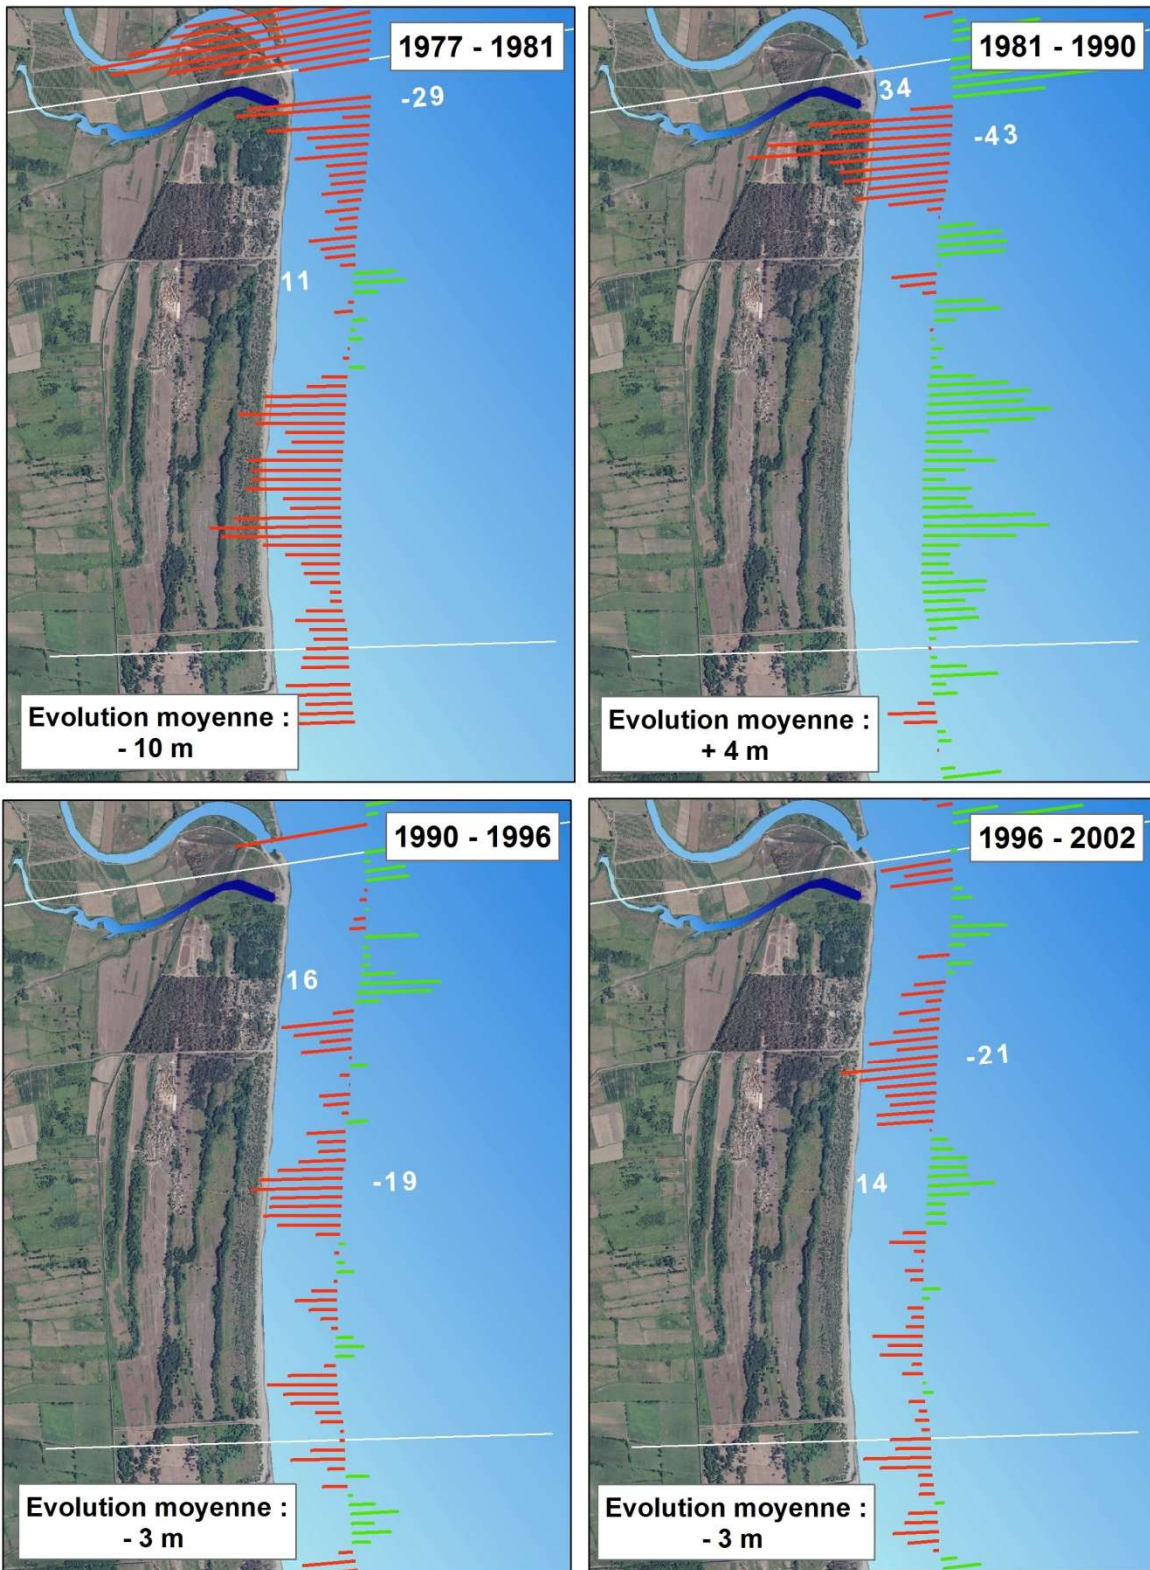 1977 - 1981
-29
11
Evolution moyenne :
- 10 m
1981 - 1990
34
-43
Evolution moyenne :
+ 4 m
1990 - 1996
16
-19
Evolution moyenne :
- 3 m
1996 - 2002
-21
14
Evolution moyenne :
- 3 m